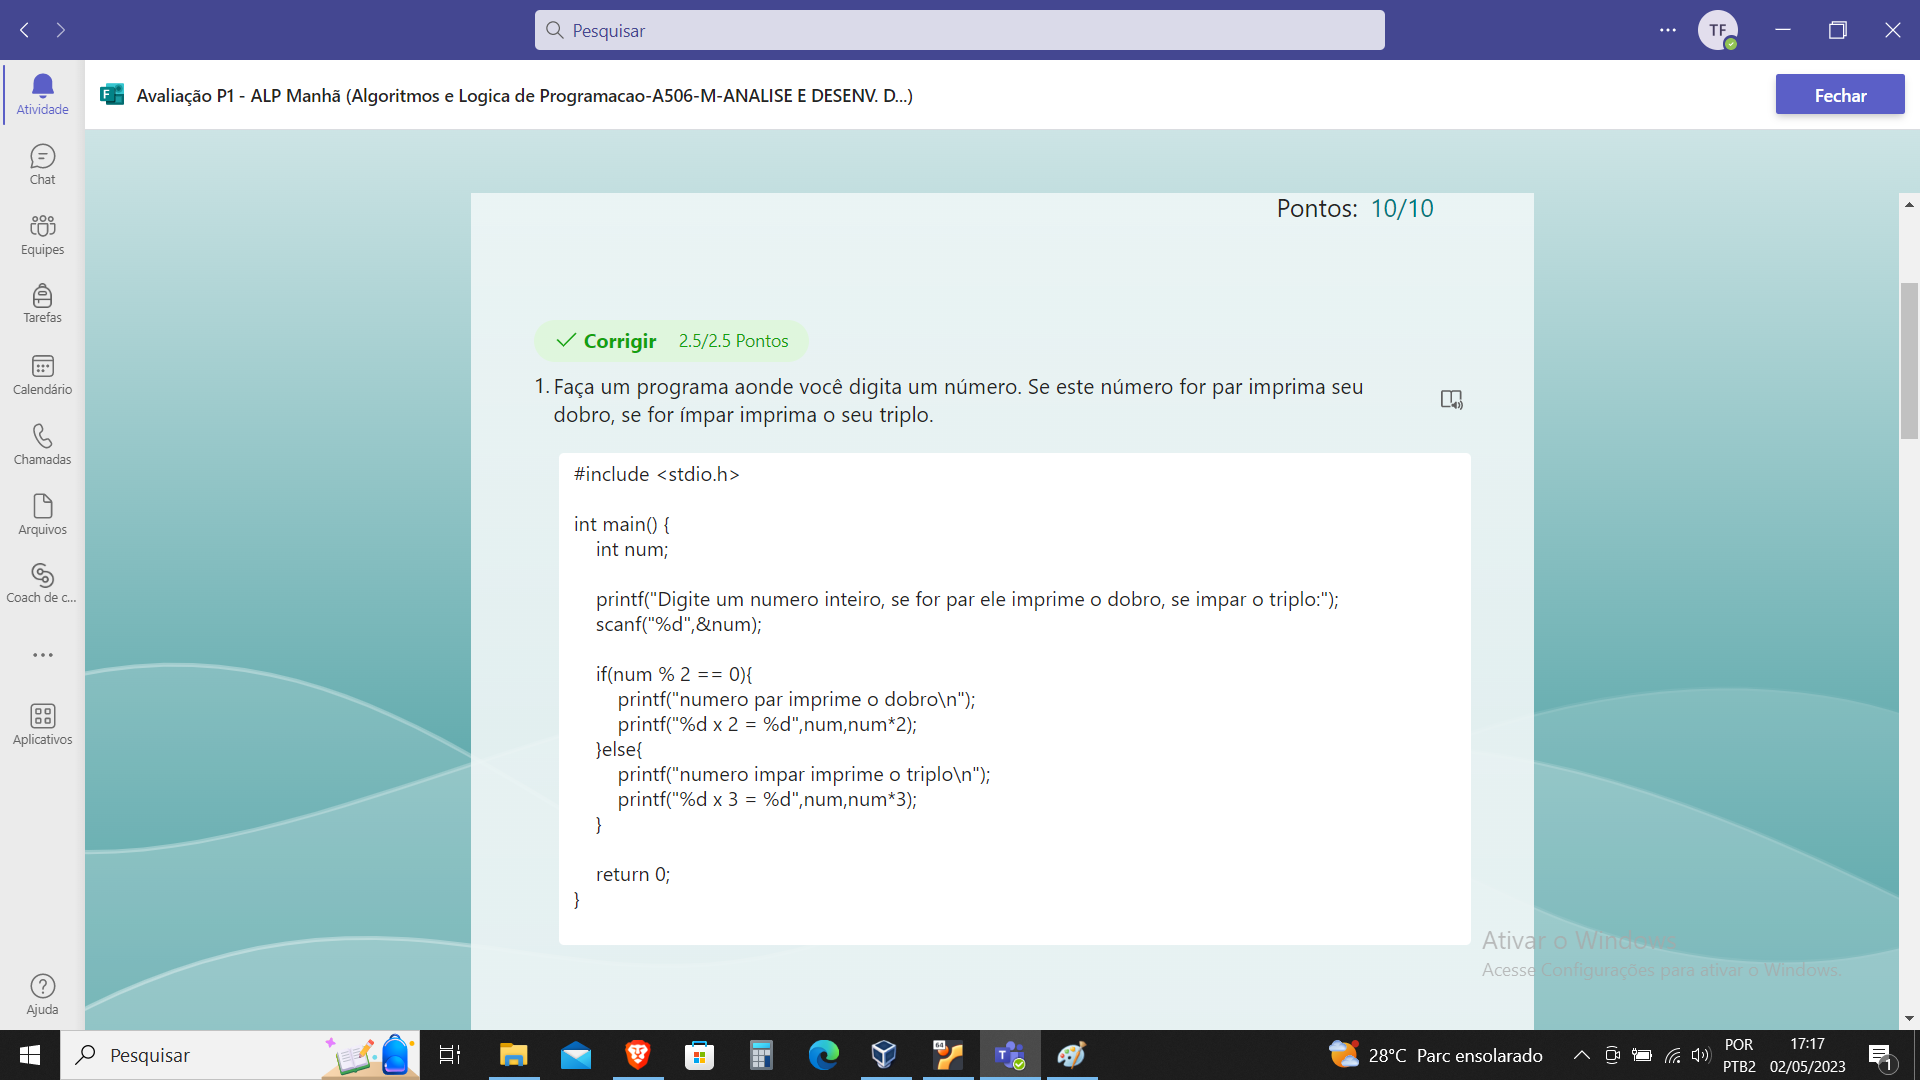 Pesquisar
TF
Avaliação P1 - ALP Manhã (Algoritmos e Logica de Programacao-A506-M-ANALISE E DESENV. D...)
Fechar
Atividade
Chat
Equipes
Tarefas
Calendário
Chamadas
Arquivos
Coach de c...
Aplicativos
Ajuda
Pontos: 10/10
Corrigir 2.5/2.5 Pontos
1. Faça um programa aonde você digita um número. Se este número for par imprima seu
dobro, se for ímpar imprima o seu triplo.
#include <stdio.h>
int main() {
int num;
printf("Digite um numero inteiro, se for par ele imprime o dobro, se impar o triplo:");
scanf("%d",&num);
if(num % 2 == 0){
printf("numero par imprime o dobro\n");
printf("%d x 2 = %d",num,num*2);
}else{
printf("numero impar imprime o triplo\n");
printf("%d x 3 = %d",num,num*3);
}
return 0;
}
Ativar o Windows
Acesse Configurações para ativar o Windows.
Pesquisar
64
T
28°C Parc ensolarado
POR
PTB2
17:17
02/05/2023
1